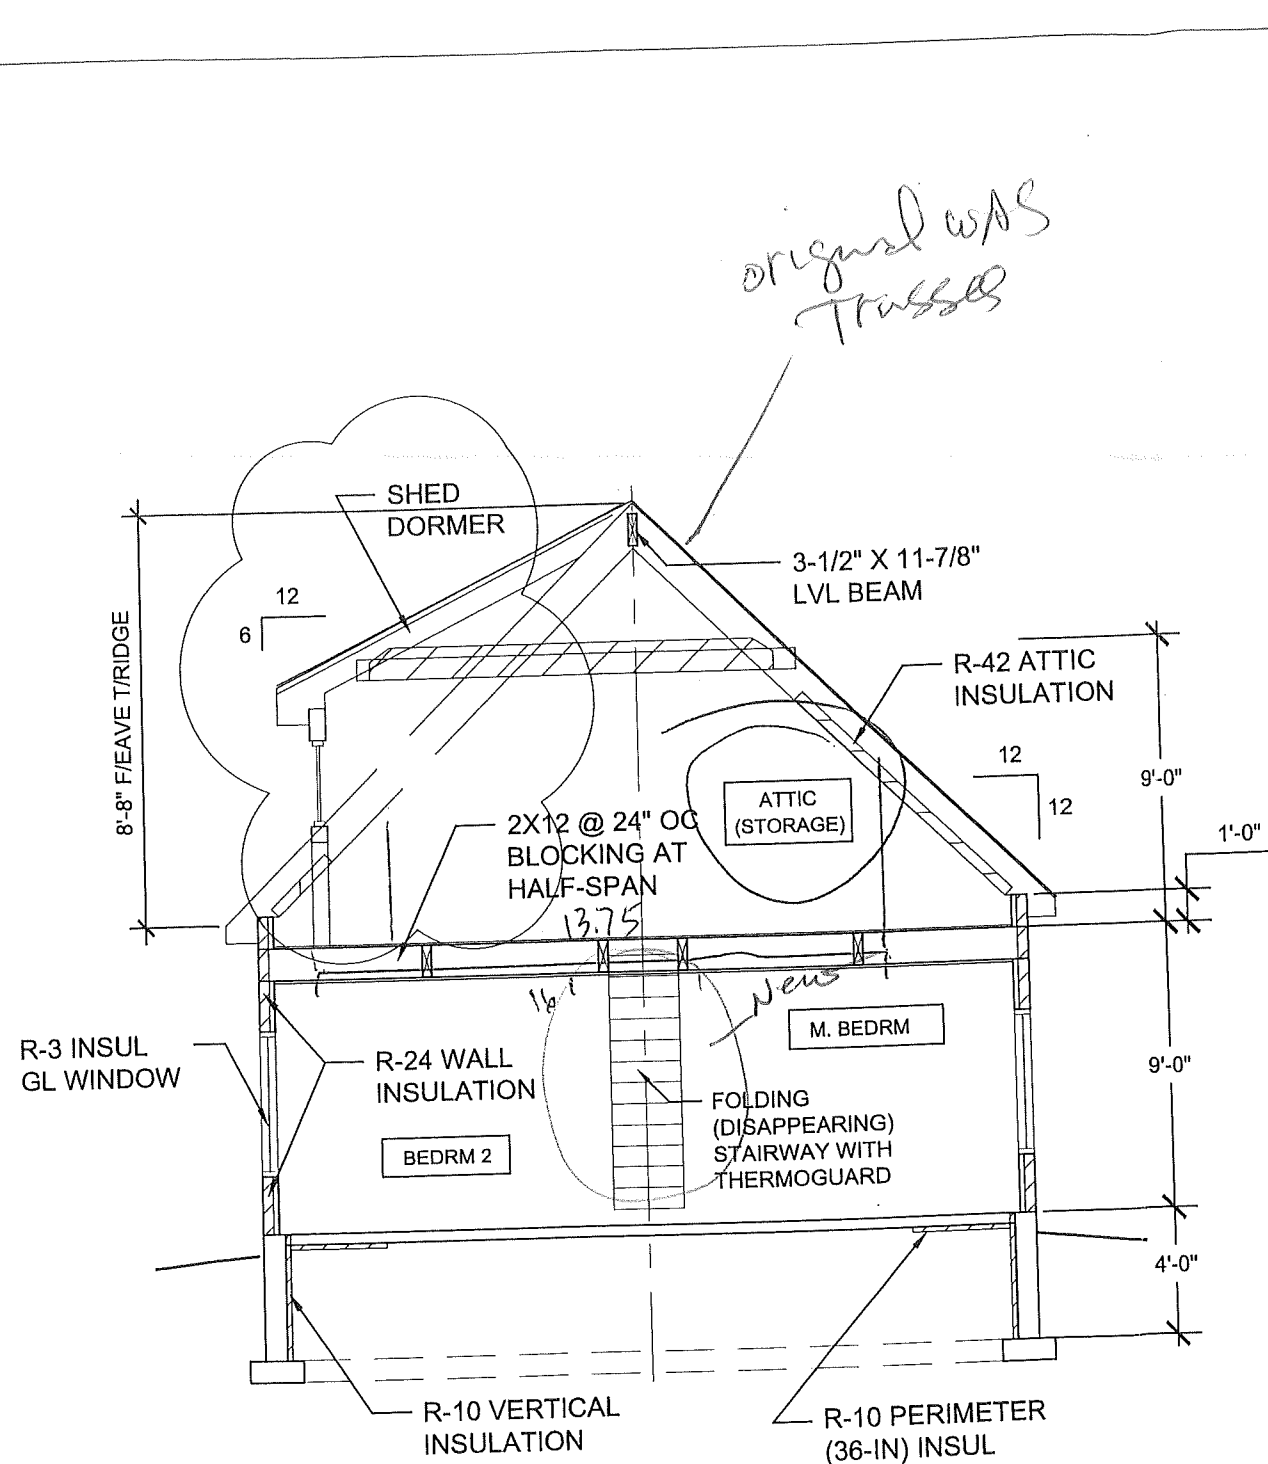 original WAS
Trusses
SHED
DORMER
3-1/2" X 11-7/8"
LVL BEAM
12
6
8'-8" F/EAVE T/RIDGE
R-42 ATTIC
INSULATION
12
12
9'-0"
1'-0"
ATTIC
(STORAGE)
2X12 @ 24" OC
BLOCKING AT
HALF-SPAN
13.75
16'
M. BEDRM
R-3 INSUL
GL WINDOW
R-24 WALL
INSULATION
9'-0"
FOLDING
(DISAPPEARING)
STAIRWAY WITH
THERMOGUARD
BEDRM 2
4'-0"
R-10 VERTICAL
INSULATION
R-10 PERIMETER
(36-IN) INSUL